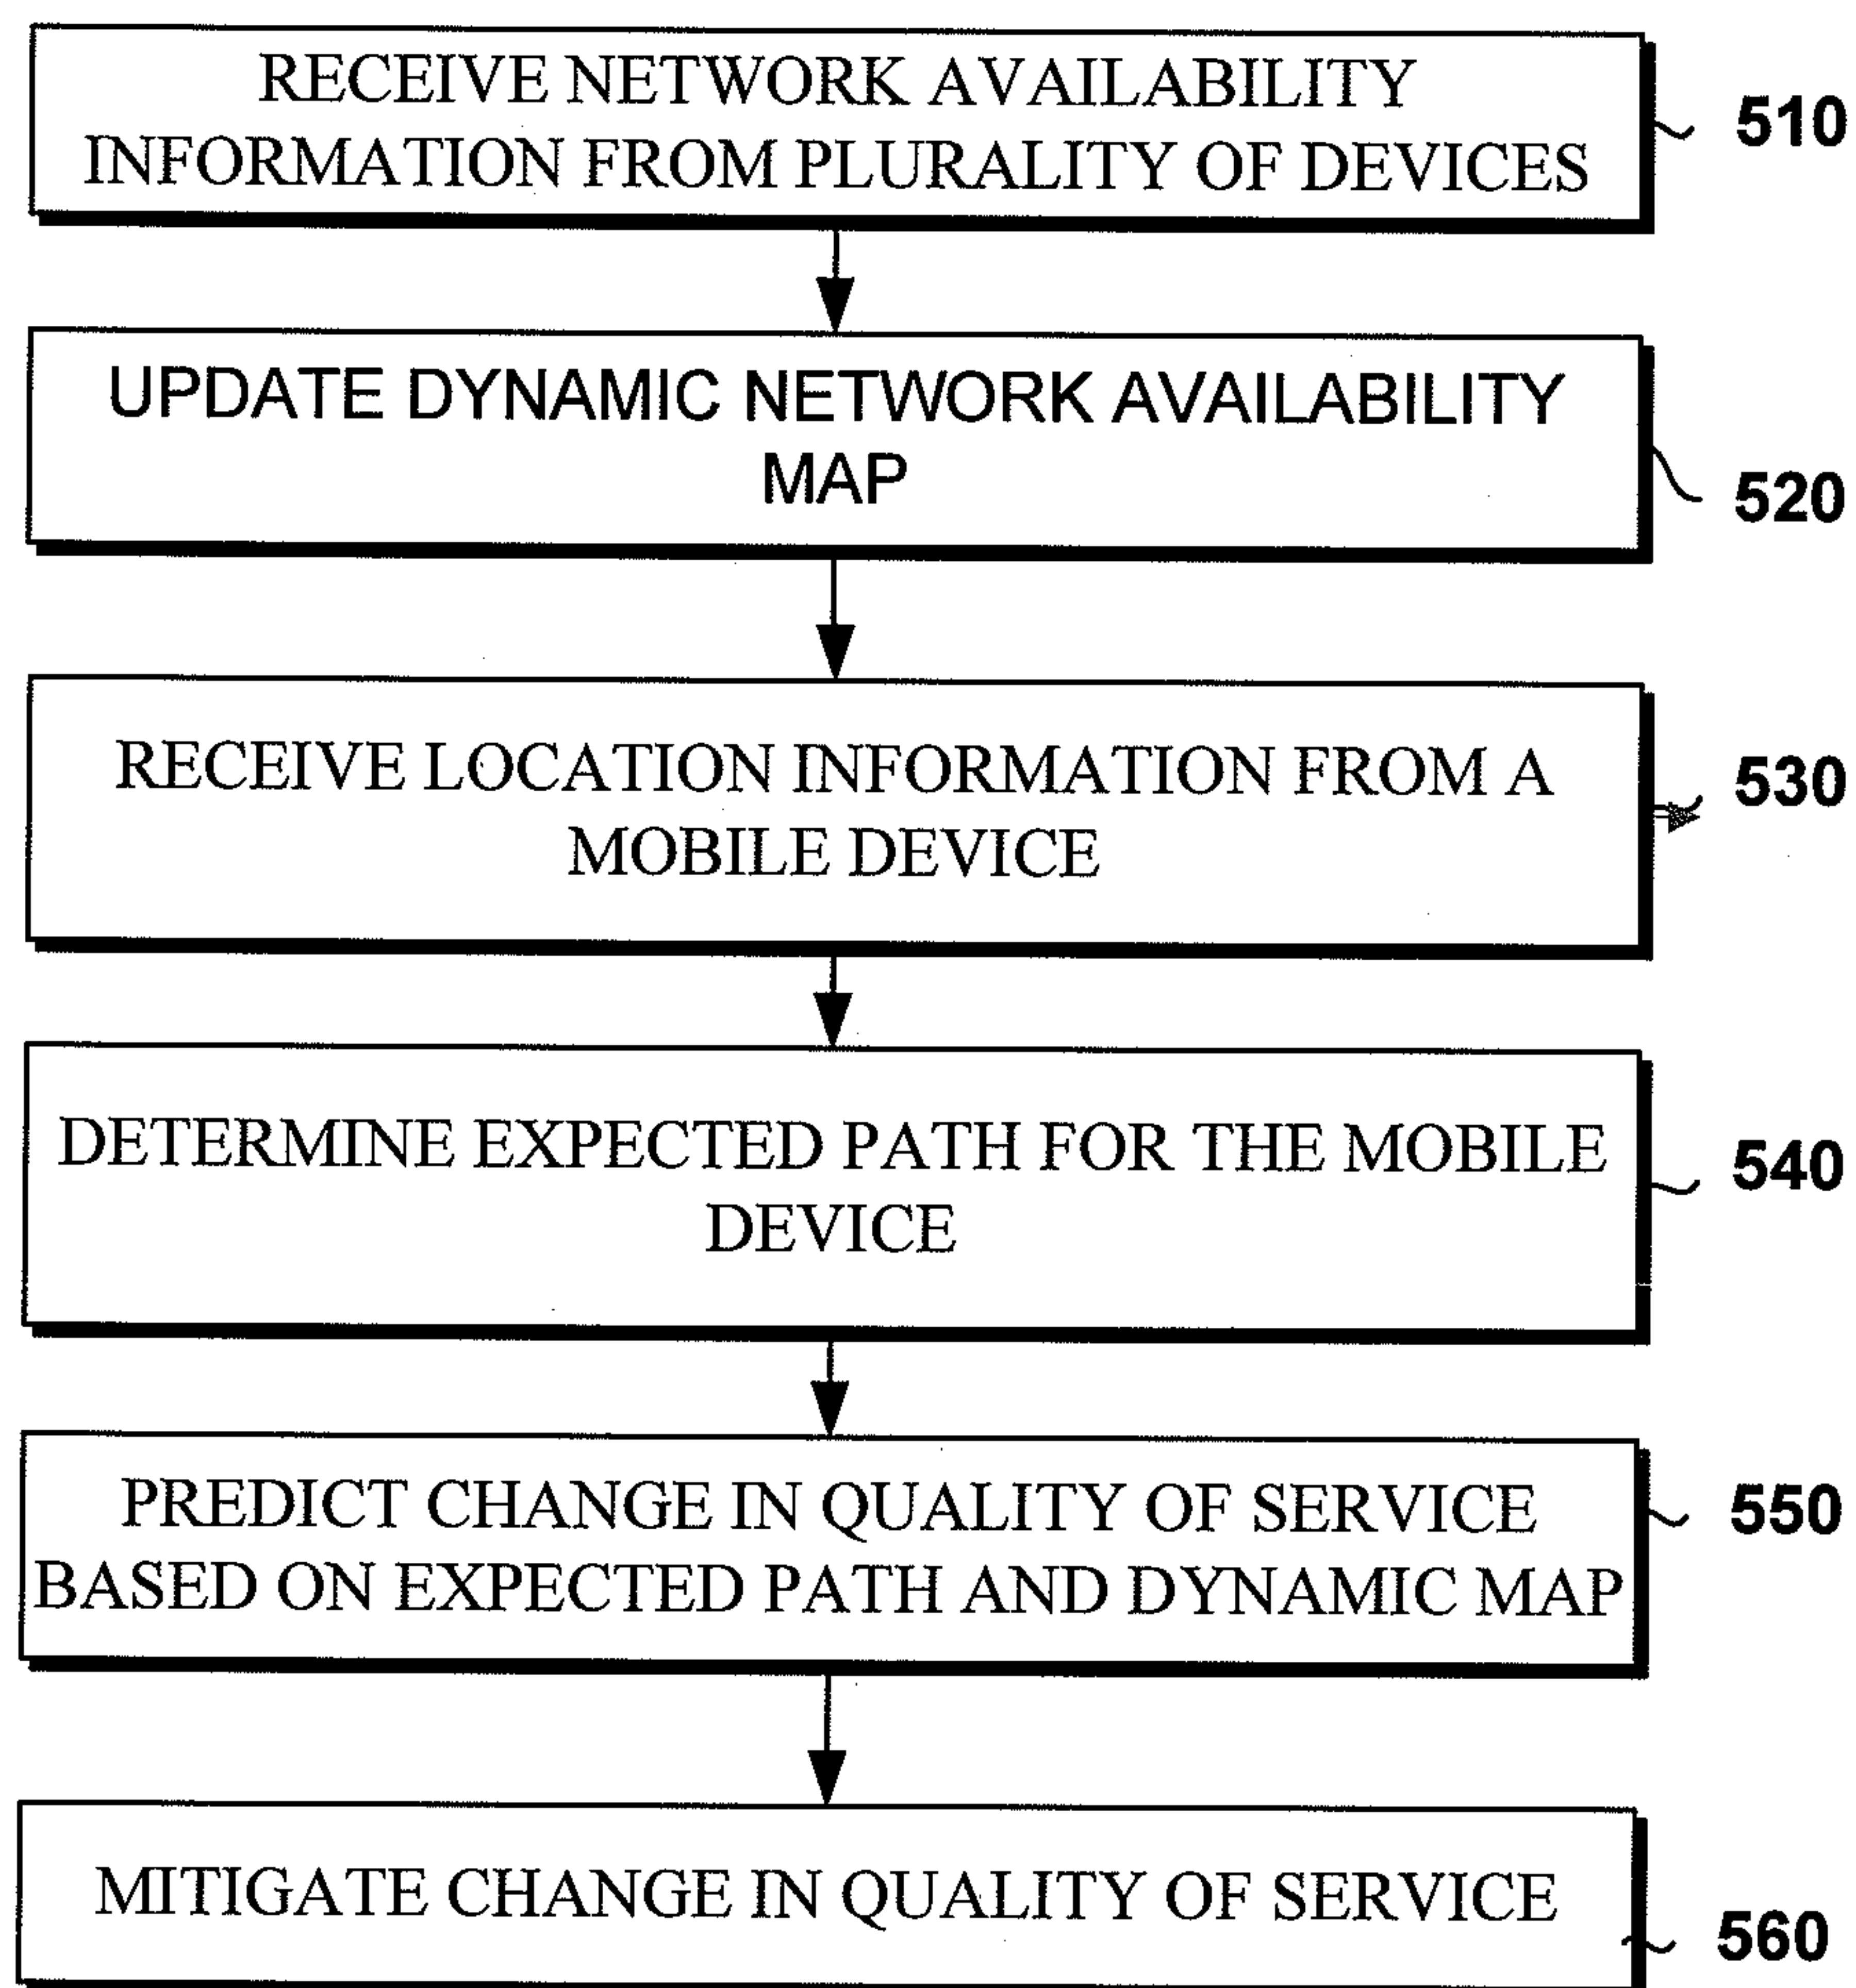 RECEIVE NETWORK AVAILABILITY
INFORMATION FROM PLURALITY OF DEVICES
510
UPDATE DYNAMIC NETWORK AVAILABILITY
MAP
520
RECEIVE LOCATION INFORMATION FROM A
MOBILE DEVICE
530
DETERMINE EXPECTED PATH FOR THE MOBILE
DEVICE
540
PREDICT CHANGE IN QUALITY OF SERVICE
BASED ON EXPECTED PATH AND DYNAMIC MAP
550
MITIGATE CHANGE IN QUALITY OF SERVICE
560